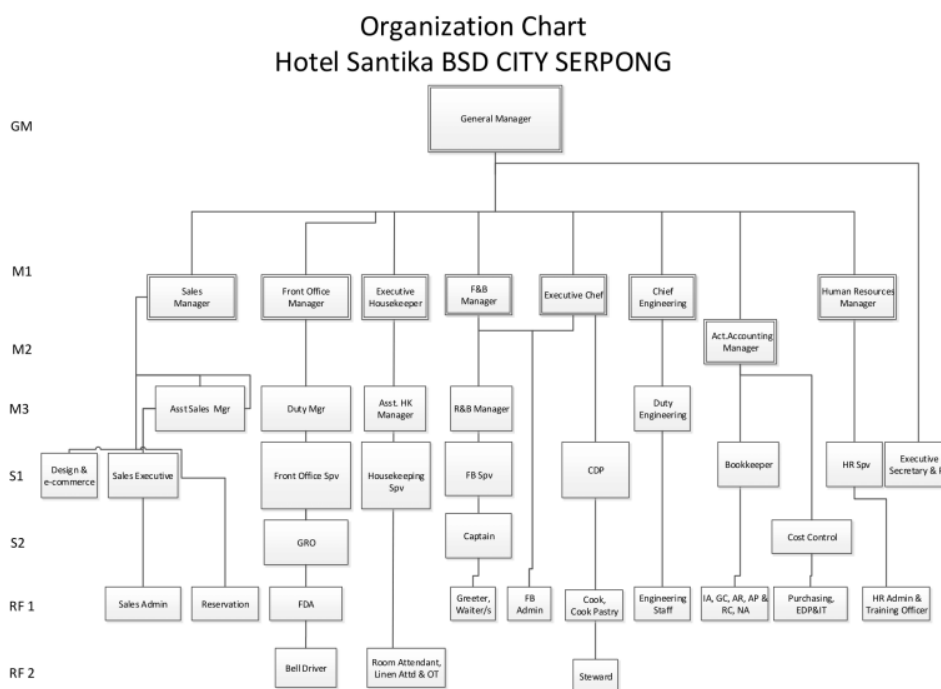 Organization Chart
Hotel Santika BSD CITY SERPONG
GM
General Manager
M1
Sales
Manager
Front Office
Manager
Executive
Housekeeper
F&B
Manager
Executive Chef
Chief
Engineering
Human Resources
Manager
M2
Act.Accounting
Manager
M3
Asst Sales Mgr
Duty Mgr
Asst. HK
Manager
R&B Manager
Duty
Engineering
S1
Design &
e-commerce
Sales Executive
Front Office Spv
Housekeeping
Spv
FB Spv
CDP
Bookkeeper
HR Spv
Executive
Secretary &
S2
GRO
Captain
Cost Control
RF 1
Sales Admin
Reservation
FDA
Greeter,
Waiter/s
FB
Admin
Cook,
Cook Pastry
Engineering
Staff
IA, GC, AR, AP &
RC, NA
Purchasing,
EDP&IT
HR Admin &
Training Officer
RF 2
Bell Driver
Room Attendant,
Linen Attd & OT
Steward